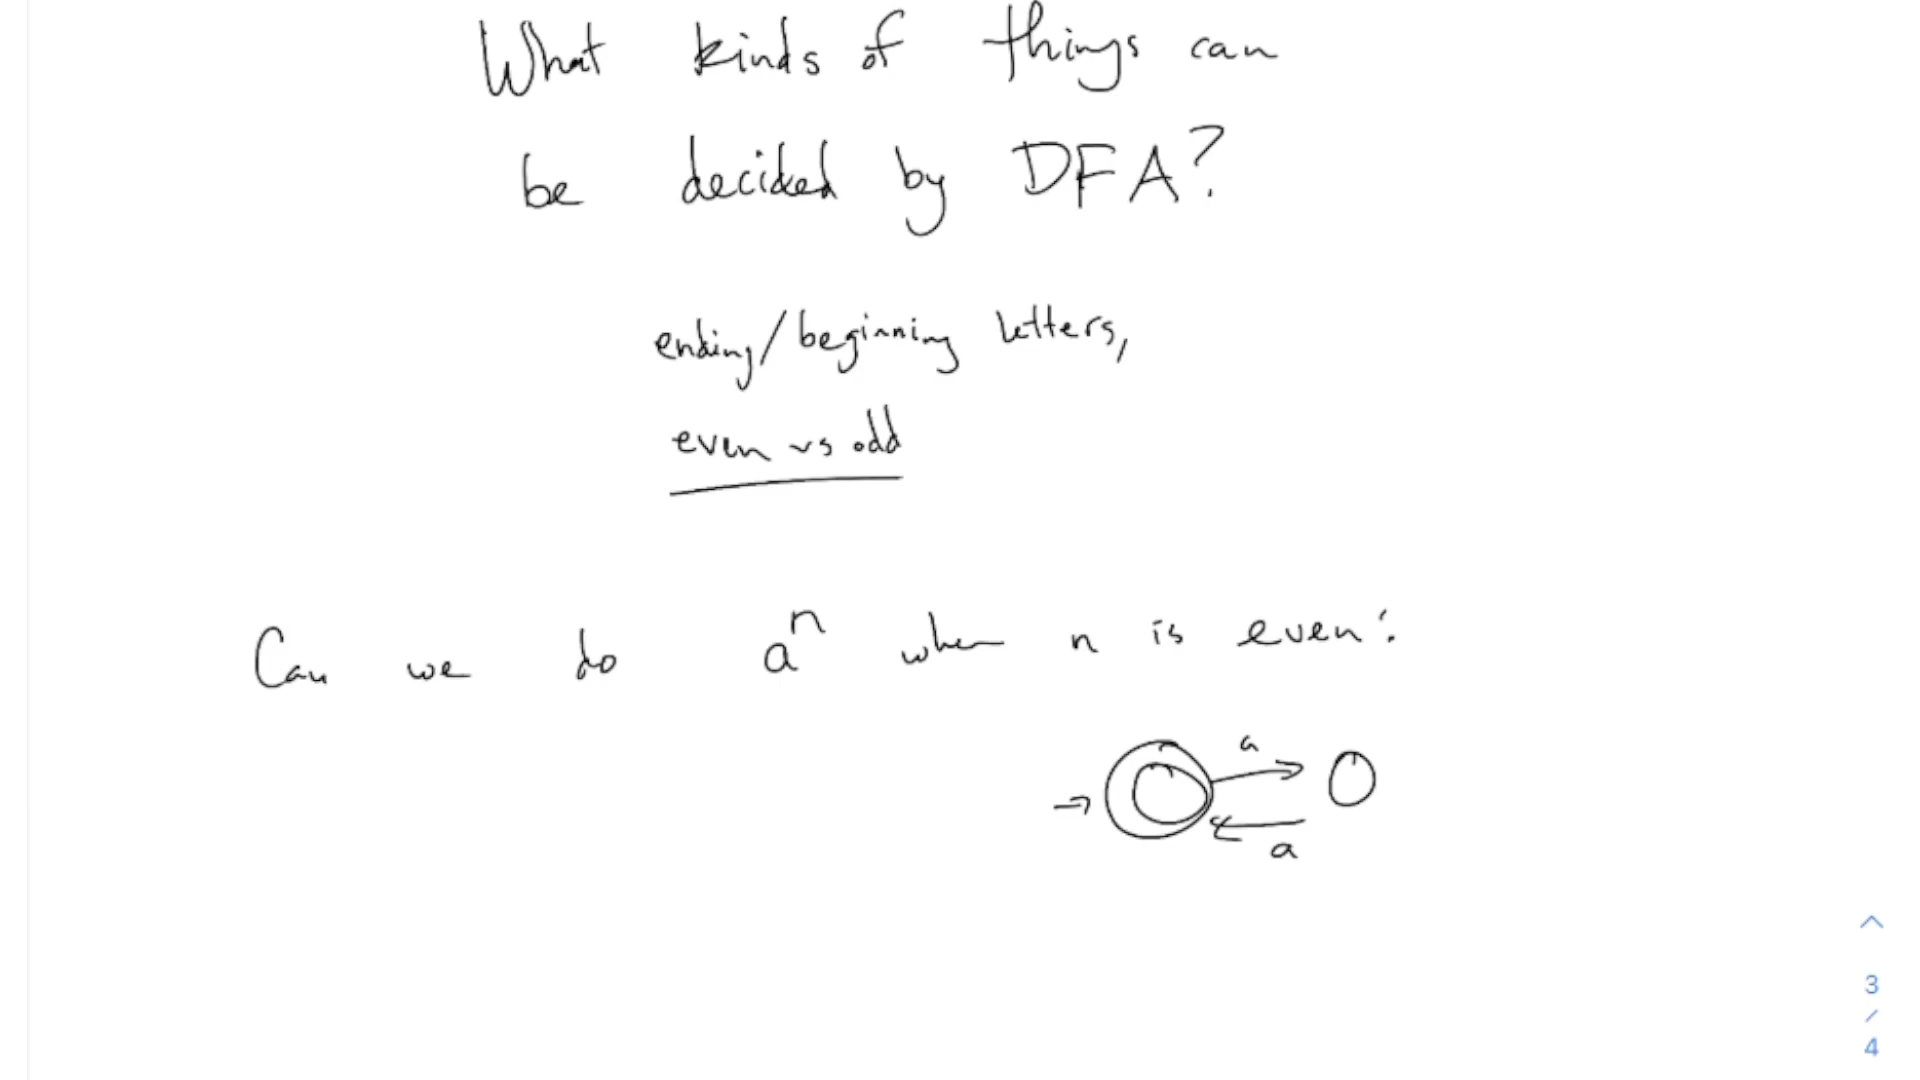 What kinds of things can
be decided by DFA?
ending/beginning letters,
even vs odd
Can we do aⁿ when n is even?
a
a
3
/
4